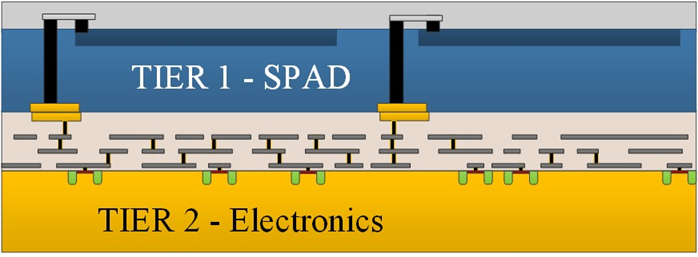 TIER 1 - SPAD
TIER 2 - Electronics